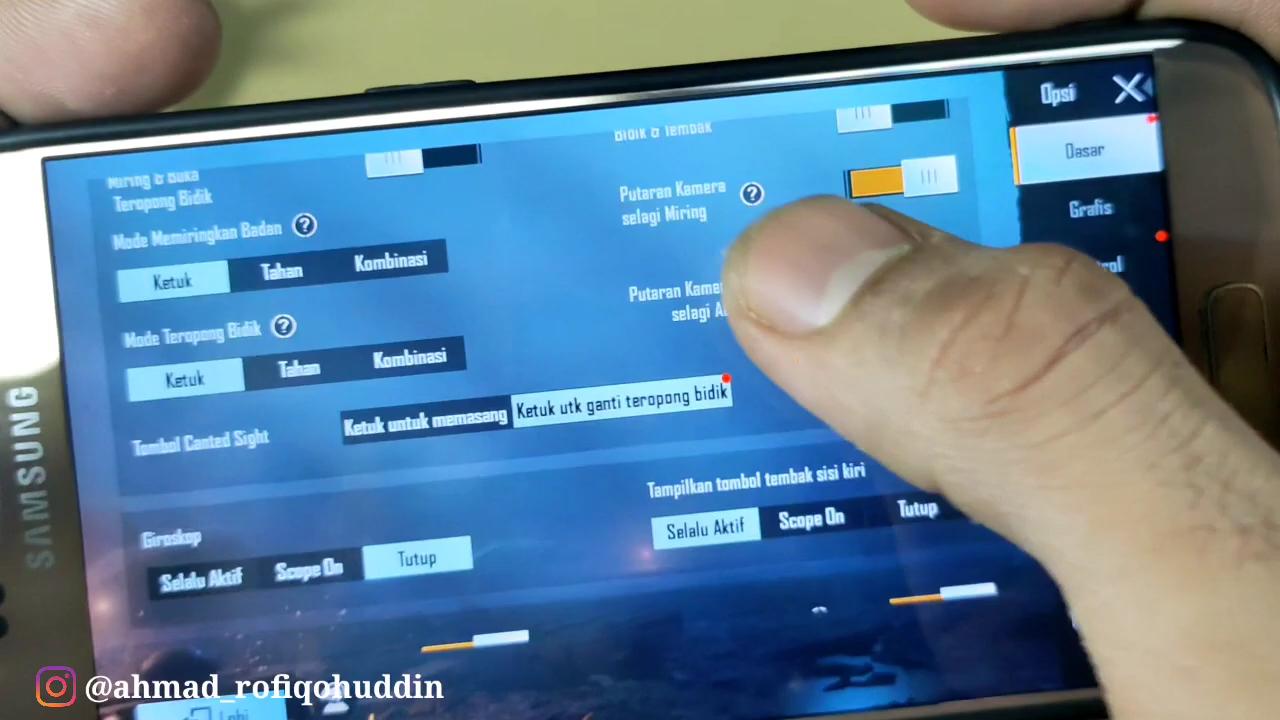 Opsi
Bidik & Tembak
Dasar
Miring & Buka
Teropong Bidik
Putaran Kamera
selagi Miring
Grafis
Mode Memiringkan Badan
Ketuk Tahan Kombinasi
Putaran
selagi
Mode Teropong Bidik
Ketuk Tahan Kombinasi
Tombol Canted Sight
Ketuk untuk memasang
Ketuk utk ganti teropong bidik
Tampilkan tombol tembak sisi kiri
Selalu Aktif Scope On Tutup
Giroskop
Selalu Aktif Scope On Tutup
Lobi
SAMSUNG
@ahmad_rofiqohuddin